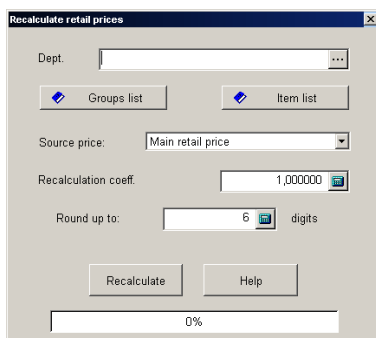 Recalculate retail prices
Dept. ...
Groups list Item list
Source price: Main retail price
Recalculation coeff. 1,000000
Round up to: 6 digits
Recalculate Help
0%